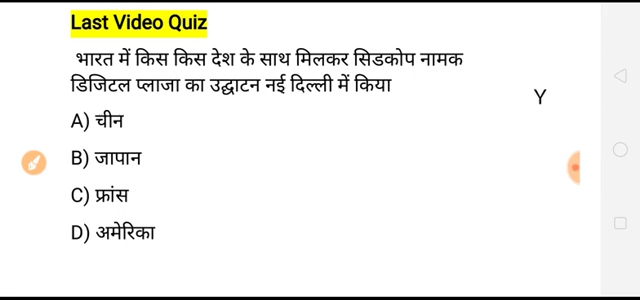 Last Video Quiz
भारत में किस किस देश के साथ मिलकर सिडकोप नामक
डिजिटल प्लाजा का उद्घाटन नई दिल्ली में किया
Y
A) चीन
B) जापान
C) फ्रांस
D) अमेरिका